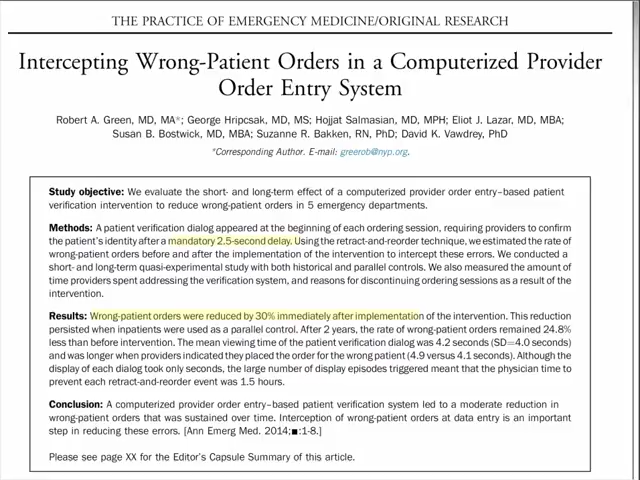 THE PRACTICE OF EMERGENCY MEDICINE/ORIGINAL RESEARCH
Intercepting Wrong-Patient Orders in a Computerized Provider
Order Entry System
Robert A. Green, MD, MA*; George Hripcsak, MD, MS; Hojjat Salmasian, MD, MPH; Eliot J. Lazar, MD, MBA;
Susan B. Bostwick, MD, MBA; Suzanne R. Bakken, RN, PhD; David K. Vawdrey, PhD
*Corresponding Author. E-mail: greerob@nyp.org.
Study objective: We evaluate the short- and long-term effect of a computerized provider order entry–based patient
verification intervention to reduce wrong-patient orders in 5 emergency departments.
Methods: A patient verification dialog appeared at the beginning of each ordering session, requiring providers to confirm
the patient's identity after a mandatory 2.5-second delay. Using the retract-and-reorder technique, we estimated the rate of
wrong-patient orders before and after the implementation of the intervention to intercept these errors. We conducted a
short- and long-term quasi-experimental study with both historical and parallel controls. We also measured the amount of
time providers spent addressing the verification system, and reasons for discontinuing ordering sessions as a result of the
intervention.
Results: Wrong-patient orders were reduced by 30% immediately after implementation of the intervention. This reduction
persisted when inpatients were used as a parallel control. After 2 years, the rate of wrong-patient orders remained 24.8%
less than before intervention. The mean viewing time of the patient verification dialog was 4.2 seconds (SD=4.0 seconds)
and was longer when providers indicated they placed the order for the wrong patient (4.9 versus 4.1 seconds). Although the
display of each dialog took only seconds, the large number of display episodes triggered meant that the physician time to
prevent each retract-and-reorder event was 1.5 hours.
Conclusion: A computerized provider order entry–based patient verification system led to a moderate reduction in
wrong-patient orders that was sustained over time. Interception of wrong-patient orders at data entry is an important
step in reducing these errors. [Ann Emerg Med. 2014;■:1-8.]
Please see page XX for the Editor's Capsule Summary of this article.